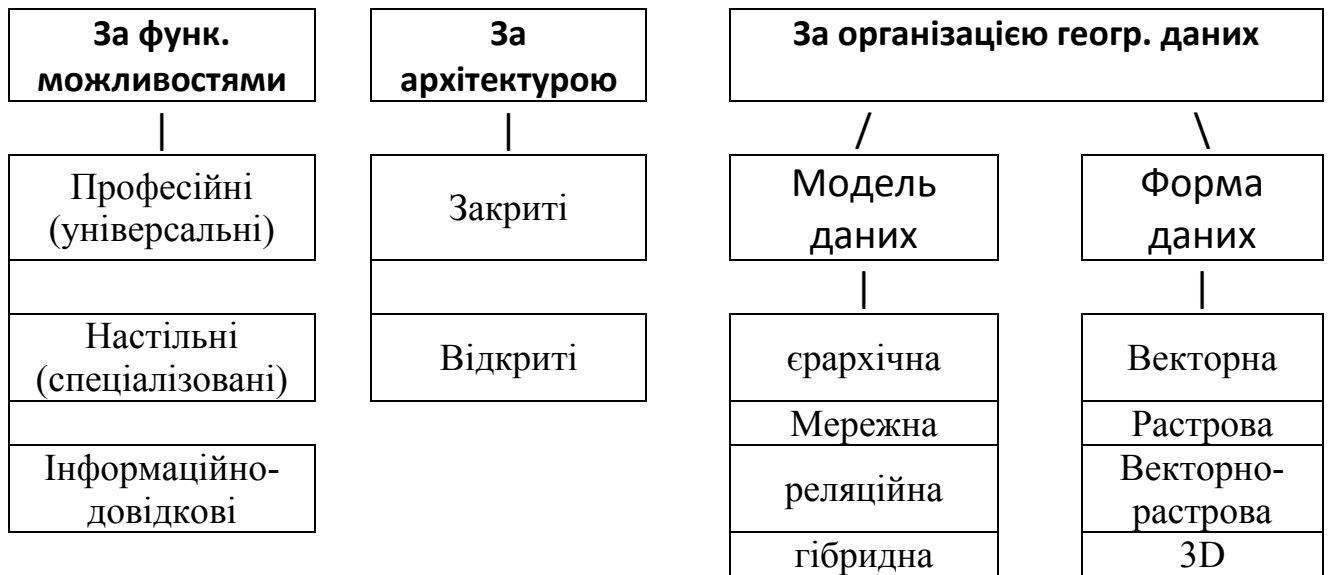 За функ.
можливостями
За
архітектурою
За організацією геогр. даних
|
|
/
\
Професійні
(універсальні)
Закриті
Модель
даних
Форма
даних
|
|
Настільні
(спеціалізовані)
Відкриті
єрархічна
Векторна
Мережна
Растрова
Інформаційно-
довідкові
реляційна
Векторно-
растрова
гібридна
3D